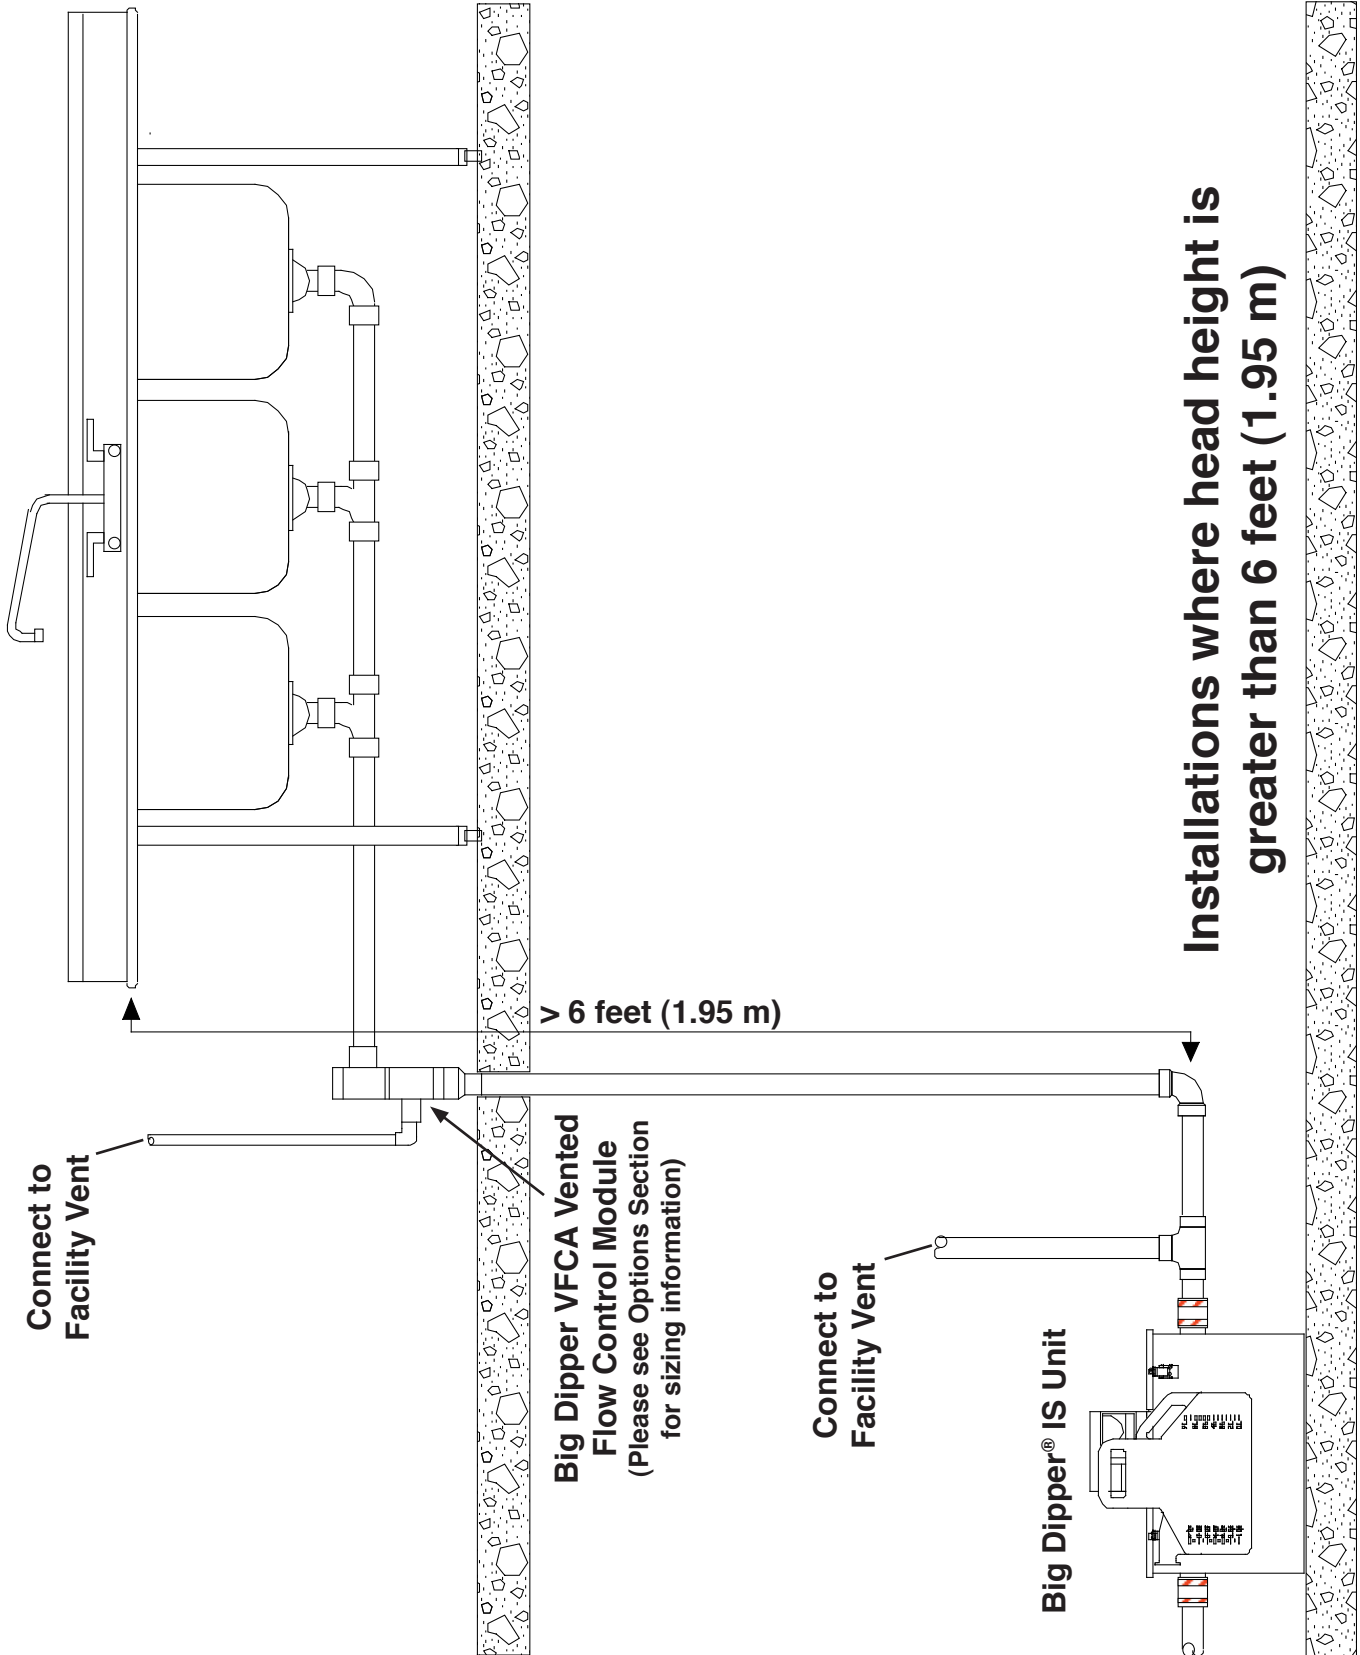 Connect to
Facility Vent
> 6 feet (1.95 m)
Big Dipper VFCA Vented
Flow Control Module
(Please see Options Section
for sizing information)
Connect to
Facility Vent
Big Dipper® IS Unit
Installations where head height is
greater than 6 feet (1.95 m)